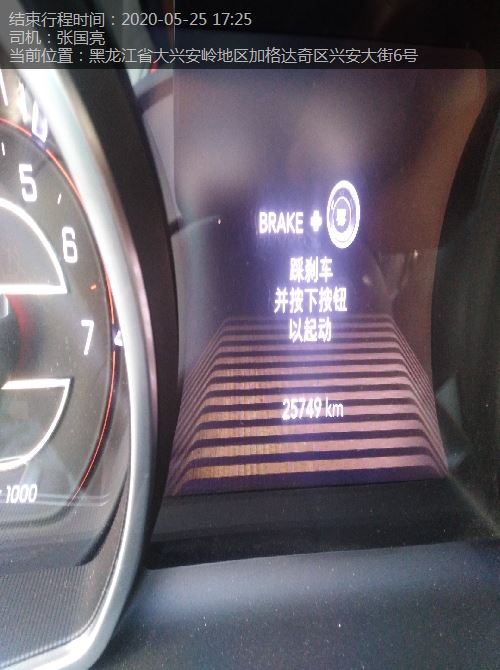 结束行程时间：2020-05-25 17:25
司机：张国亮
当前位置：黑龙江省大兴安岭地区加格达奇区兴安大街6号
5
6
7
1000
BRAKE +
踩刹车
并按下按钮
以起动
25749 km